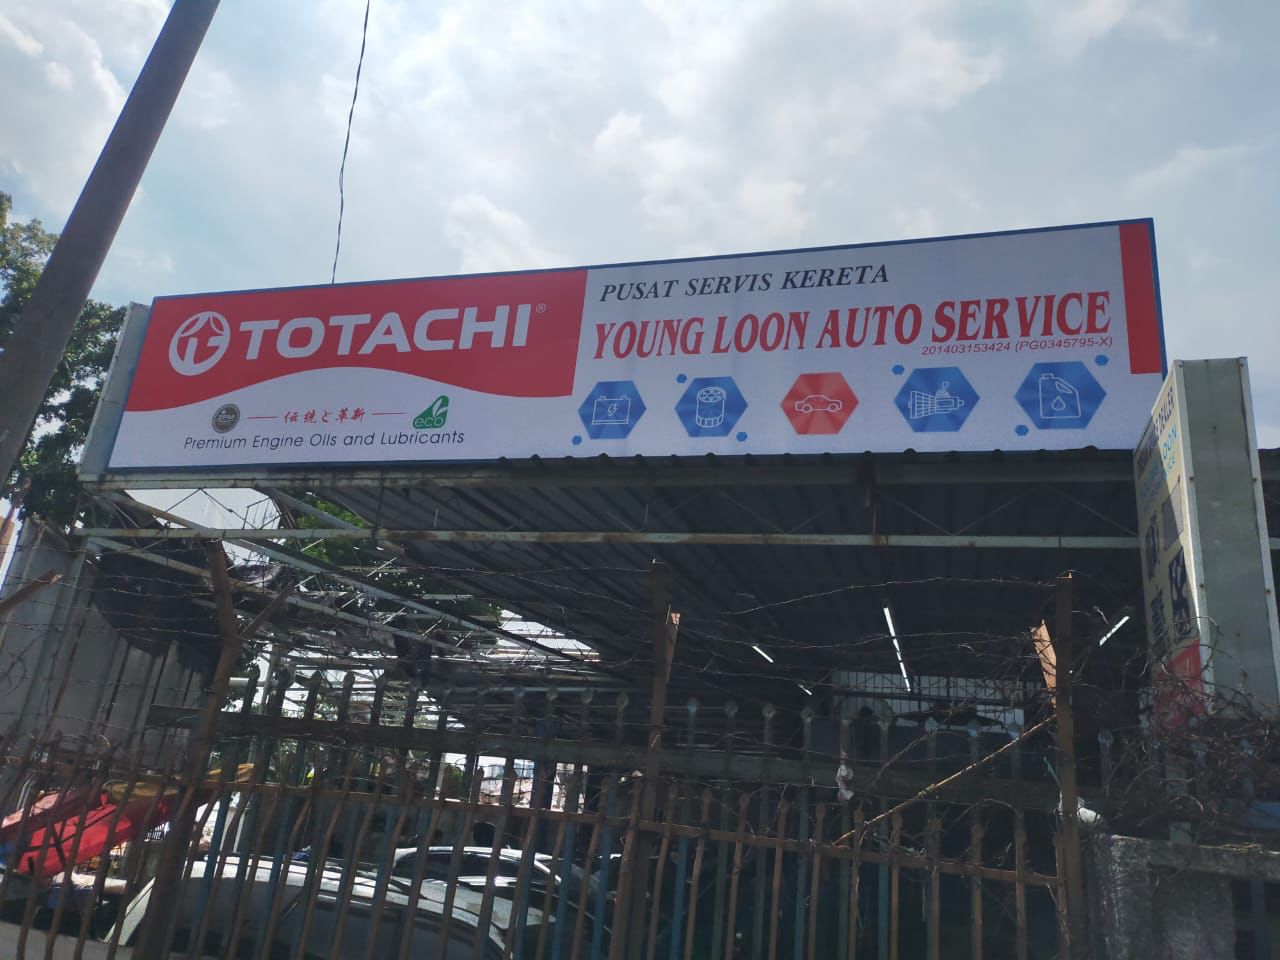 TOTACHI®
伝統と革新
eco
Premium Engine Oils and Lubricants
PUSAT SERVIS KERETA
YOUNG LOON AUTO SERVICE
201403153424 (PG0345795-X)